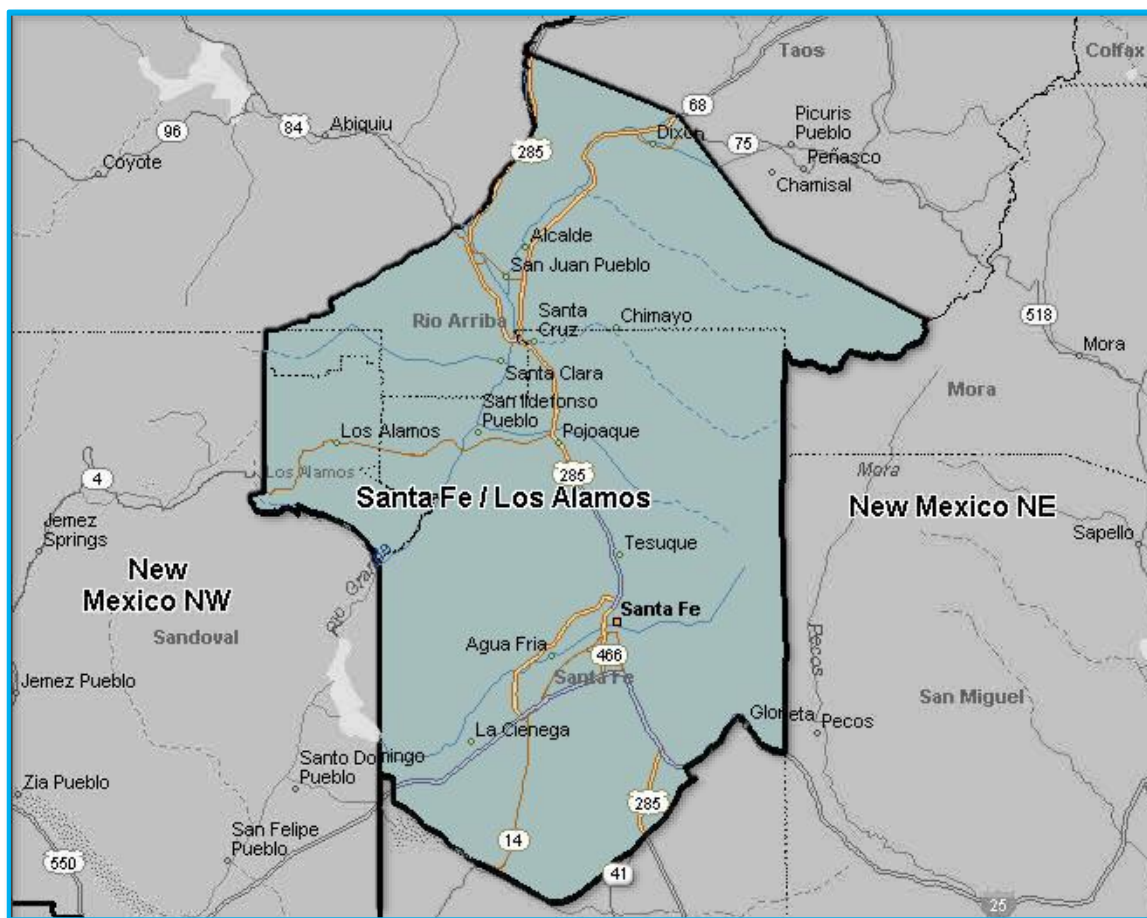 Taos
Colfax
68
96
84
Abiquiu
285
Dixon
75
Picuris
Pueblo
Coyote
Peñasco
Chamisal
Alcalde
San Juan Pueblo
Rio Arriba
Santa
Cruz
Chimayo
518
Mora
Santa Clara
San Ildefonso
Pueblo
Mora
Los Alamos
Pojoaque
4
Los Alamos
285
Mora
Santa Fe / Los Alamos
New Mexico NE
Jemez
Springs
Tesuque
Sapello
New
Mexico NW
Rio Grande
Santa Fe
Sandoval
Agua Fria
466
Pecos
Santa Fe
Jemez Pueblo
San Miguel
La Cienega
Glorieta
Pecos
Santo Domingo
Pueblo
Zia Pueblo
285
San Felipe
Pueblo
14
550
41
25